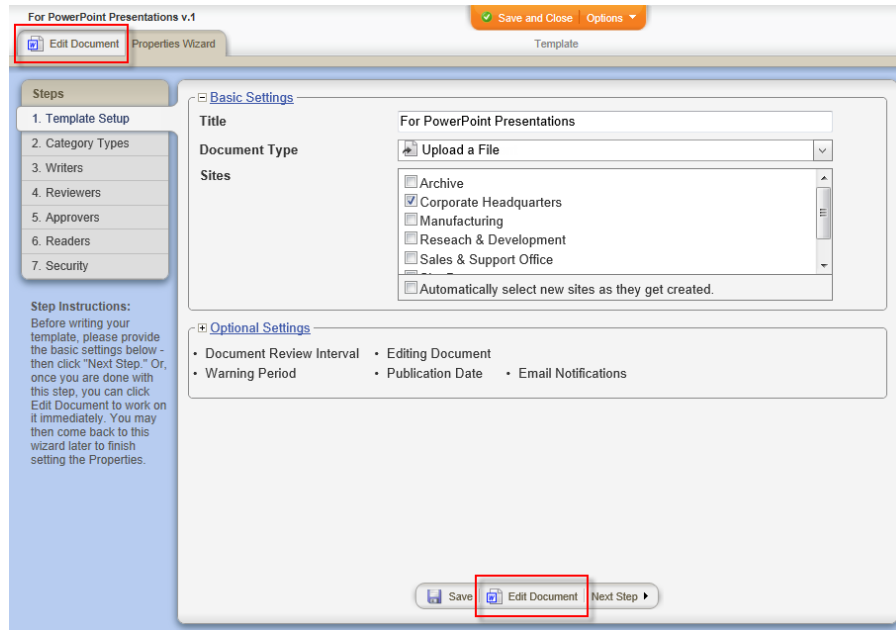 For PowerPoint Presentations v.1
Save and Close Options
Edit Document Properties Wizard
Template
Steps
1. Template Setup
2. Category Types
3. Writers
4. Reviewers
5. Approvers
6. Readers
7. Security
Step Instructions:
Before writing your
template, please provide
the basic settings below -
then click "Next Step." Or,
once you are done with
this step, you can click
Edit Document to work on
it immediately. You may
then come back to this
wizard later to finish
setting the Properties.
Basic Settings
Title For PowerPoint Presentations
Document Type Upload a File
Sites
Archive
Corporate Headquarters
Manufacturing
Reseach & Development
Sales & Support Office
Automatically select new sites as they get created.
Optional Settings
• Document Review Interval • Editing Document
• Warning Period • Publication Date • Email Notifications
Save Edit Document Next Step